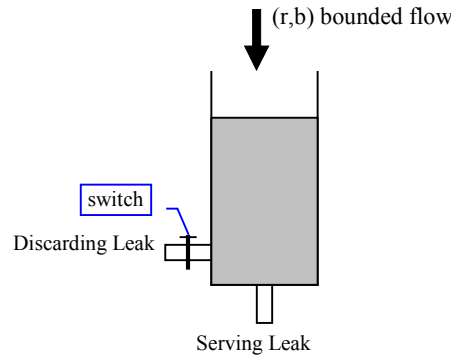 (r,b) bounded flow
switch
Discarding Leak
Serving Leak